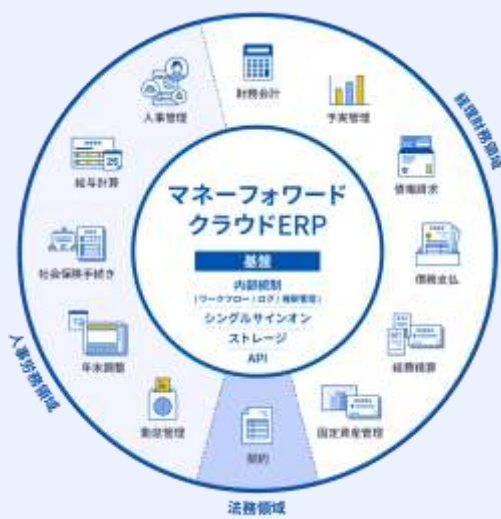 財務会計
予実管理
債権請求
債務支払
経費精算
固定資産管理
契約
勤怠管理
年末調整
社会保険手続き
給与計算
人事管理
経理財務領域
法務領域
人事労務領域
マネーフォワード
クラウドERP
基盤
内部統制
(ワークフロー / ログ / 権限管理)
シングルサインオン
ストレージ
API